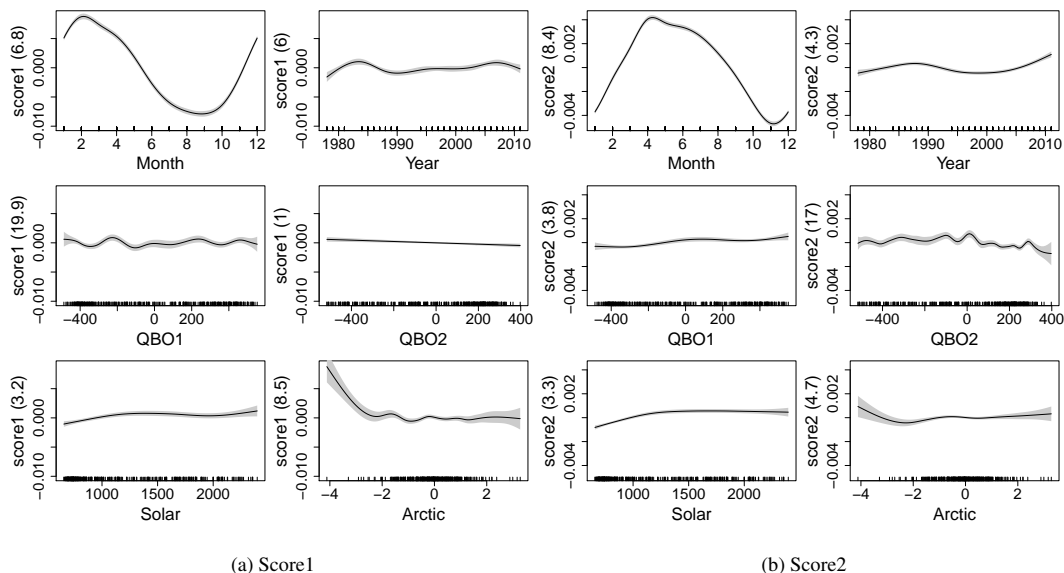 score1 (6.8)
−0.010 0.000
2 4 6 8 10 12
Month
score1 (6)
−0.010 0.000
1980 1990 2000 2010
Year
score2 (8.4)
−0.004 0.002
2 4 6 8 10 12
Month
score2 (4.3)
−0.004 0.002
1980 1990 2000 2010
Year
score1 (19.9)
−0.010 0.000
−400 0 200
QBO1
score1 (1)
−0.010 0.000
−400 0 200 400
QBO2
score2 (3.8)
−0.004 0.002
−400 0 200
QBO1
score2 (17)
−0.004 0.002
−400 0 200 400
QBO2
score1 (3.2)
−0.010 0.000
1000 1500 2000
Solar
score1 (8.5)
−0.010 0.000
−4 −2 0 2
Arctic
score2 (3.3)
−0.004 0.002
1000 1500 2000
Solar
score2 (4.7)
−0.004 0.002
−4 −2 0 2
Arctic
(a) Score1
(b) Score2